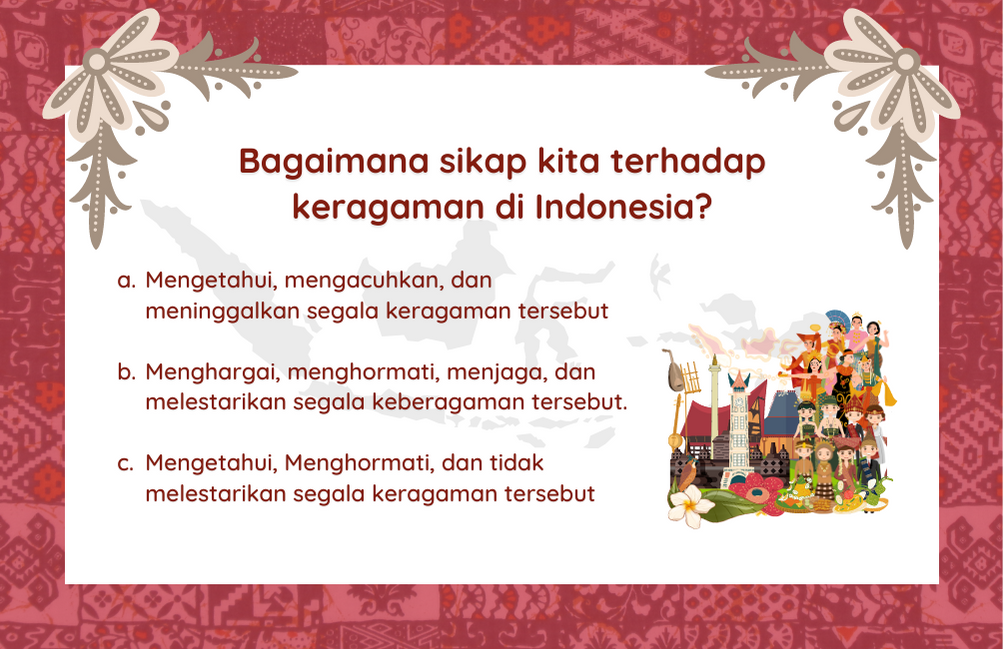 Bagaimana sikap kita terhadap
keragaman di Indonesia?
a. Mengetahui, mengacuhkan, dan
meninggalkan segala keragaman tersebut
b. Menghargai, menghormati, menjaga, dan
melestarikan segala keberagaman tersebut.
c. Mengetahui, Menghormati, dan tidak
melestarikan segala keragaman tersebut